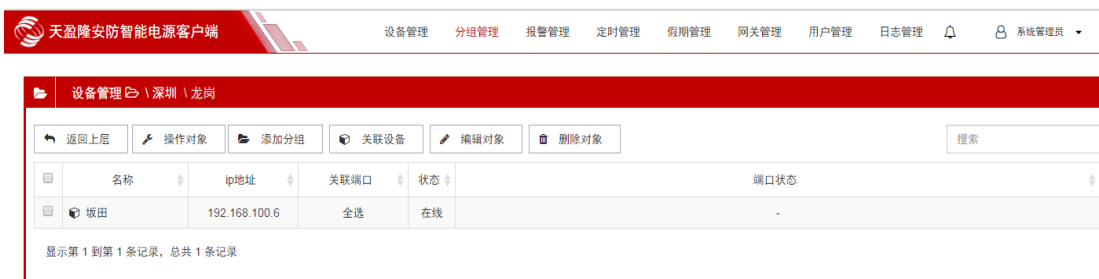 天盈隆安防智能电源客户端 设备管理 分组管理 报警管理 定时管理 假期管理 网关管理 用户管理 日志管理 系统管理员
设备管理 \ 深圳 \ 龙岗
返回上层 操作对象 添加分组 关联设备 编辑对象 删除对象 搜索
名称 ip地址 关联端口 状态 端口状态
坂田 192.168.100.6 全选 在线 -
显示第 1 到第 1 条记录，总共 1 条记录